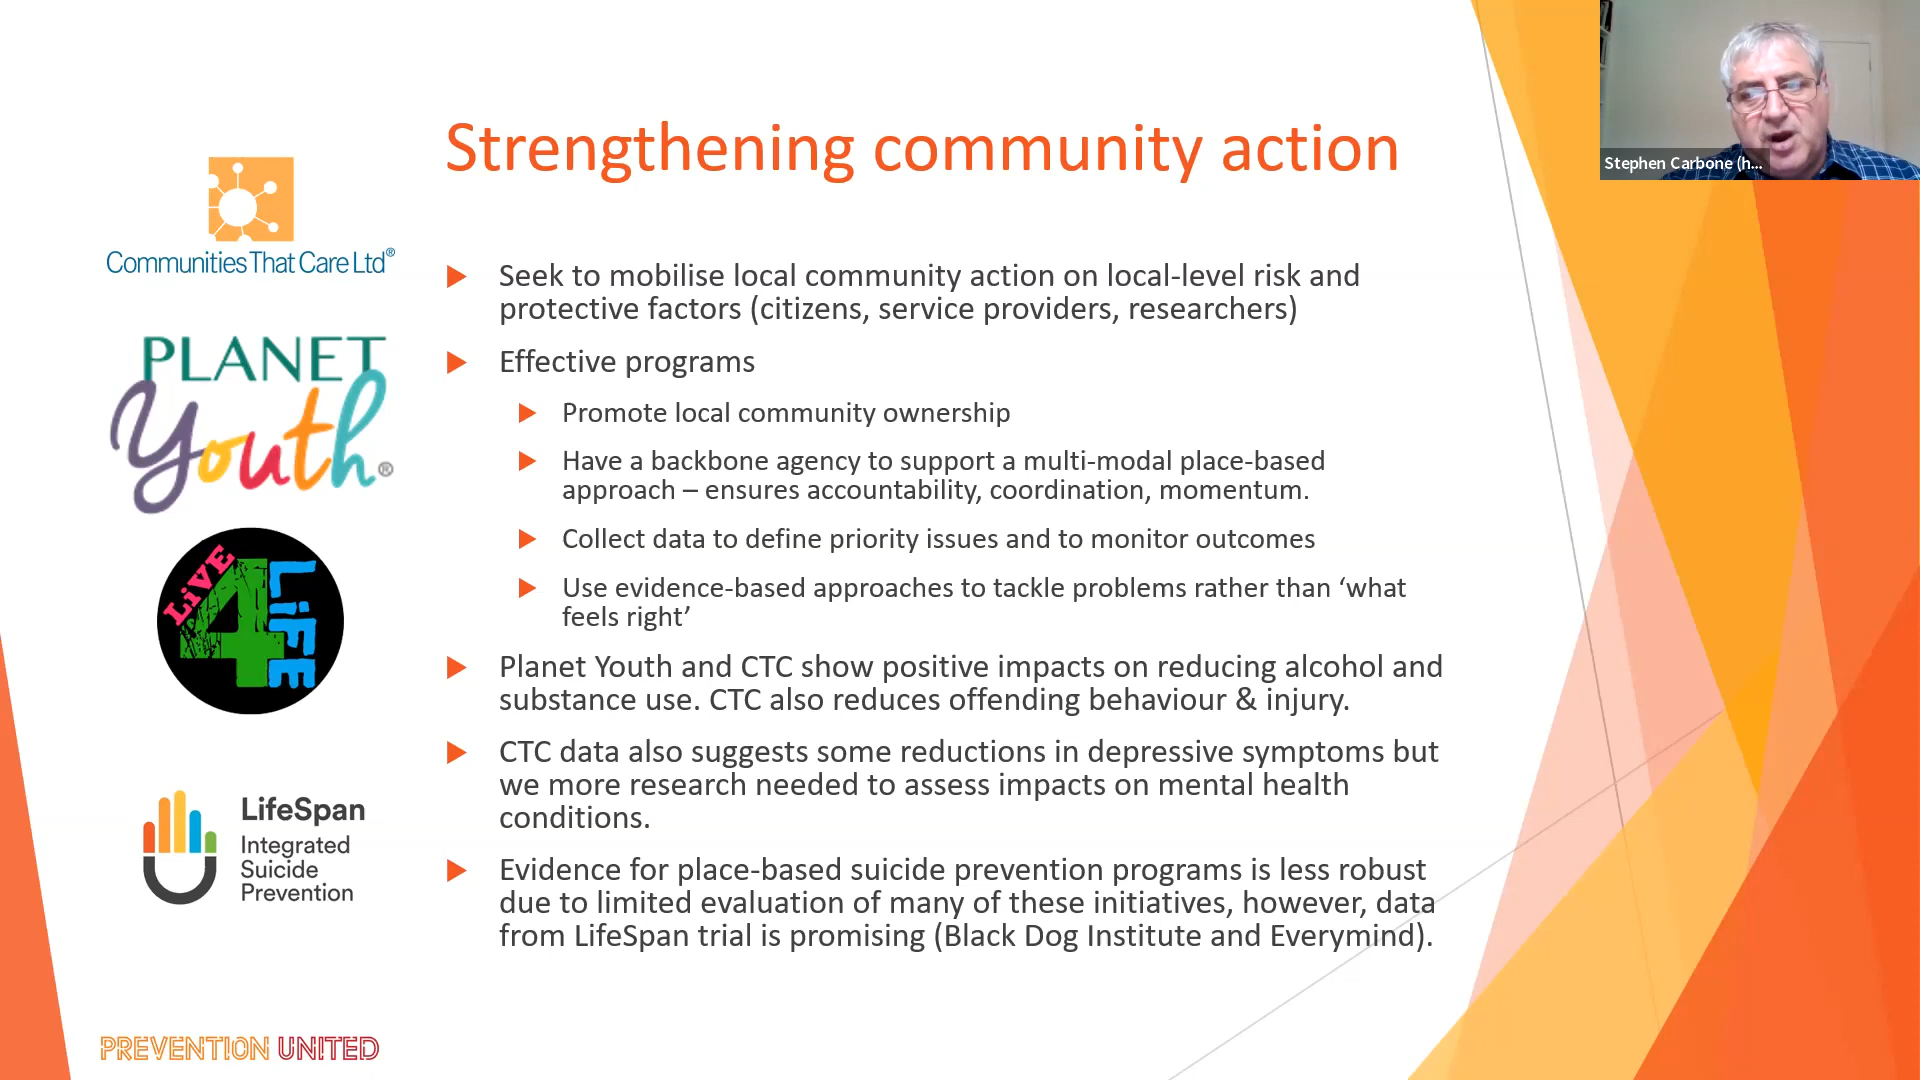 Strengthening community action
Stephen Carbone (h...
Communities That Care Ltd®
PLANET
Youth®
LiVE
4
LiFE
LifeSpan
Integrated
Suicide
Prevention
Seek to mobilise local community action on local-level risk and
protective factors (citizens, service providers, researchers)
Effective programs
Promote local community ownership
Have a backbone agency to support a multi-modal place-based
approach – ensures accountability, coordination, momentum.
Collect data to define priority issues and to monitor outcomes
Use evidence-based approaches to tackle problems rather than ‘what
feels right’
Planet Youth and CTC show positive impacts on reducing alcohol and
substance use. CTC also reduces offending behaviour & injury.
CTC data also suggests some reductions in depressive symptoms but
we more research needed to assess impacts on mental health
conditions.
Evidence for place-based suicide prevention programs is less robust
due to limited evaluation of many of these initiatives, however, data
from LifeSpan trial is promising (Black Dog Institute and Everymind).
PREVENTION UNITED